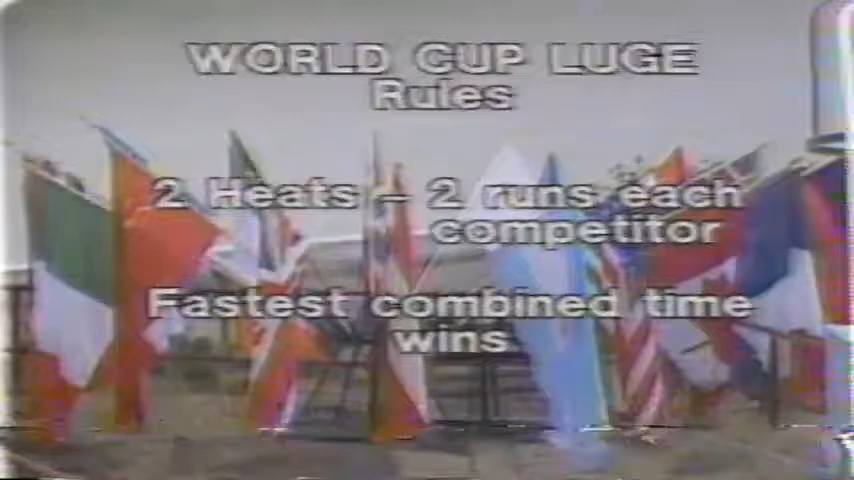 WORLD CUP LUGE
Rules
2 Heats - 2 runs each
competitor
Fastest combined time
wins